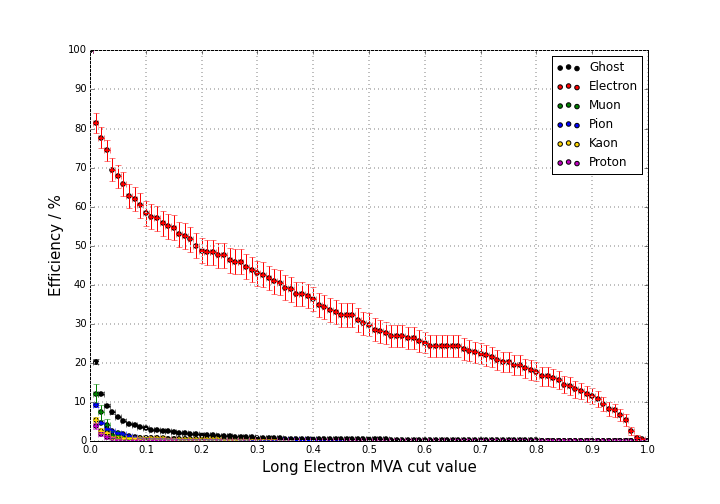 100
90
80
70
60
50
40
30
20
10
0
Efficiency / %
0.0 0.1 0.2 0.3 0.4 0.5 0.6 0.7 0.8 0.9 1.0
Long Electron MVA cut value
Ghost
Electron
Muon
Pion
Kaon
Proton